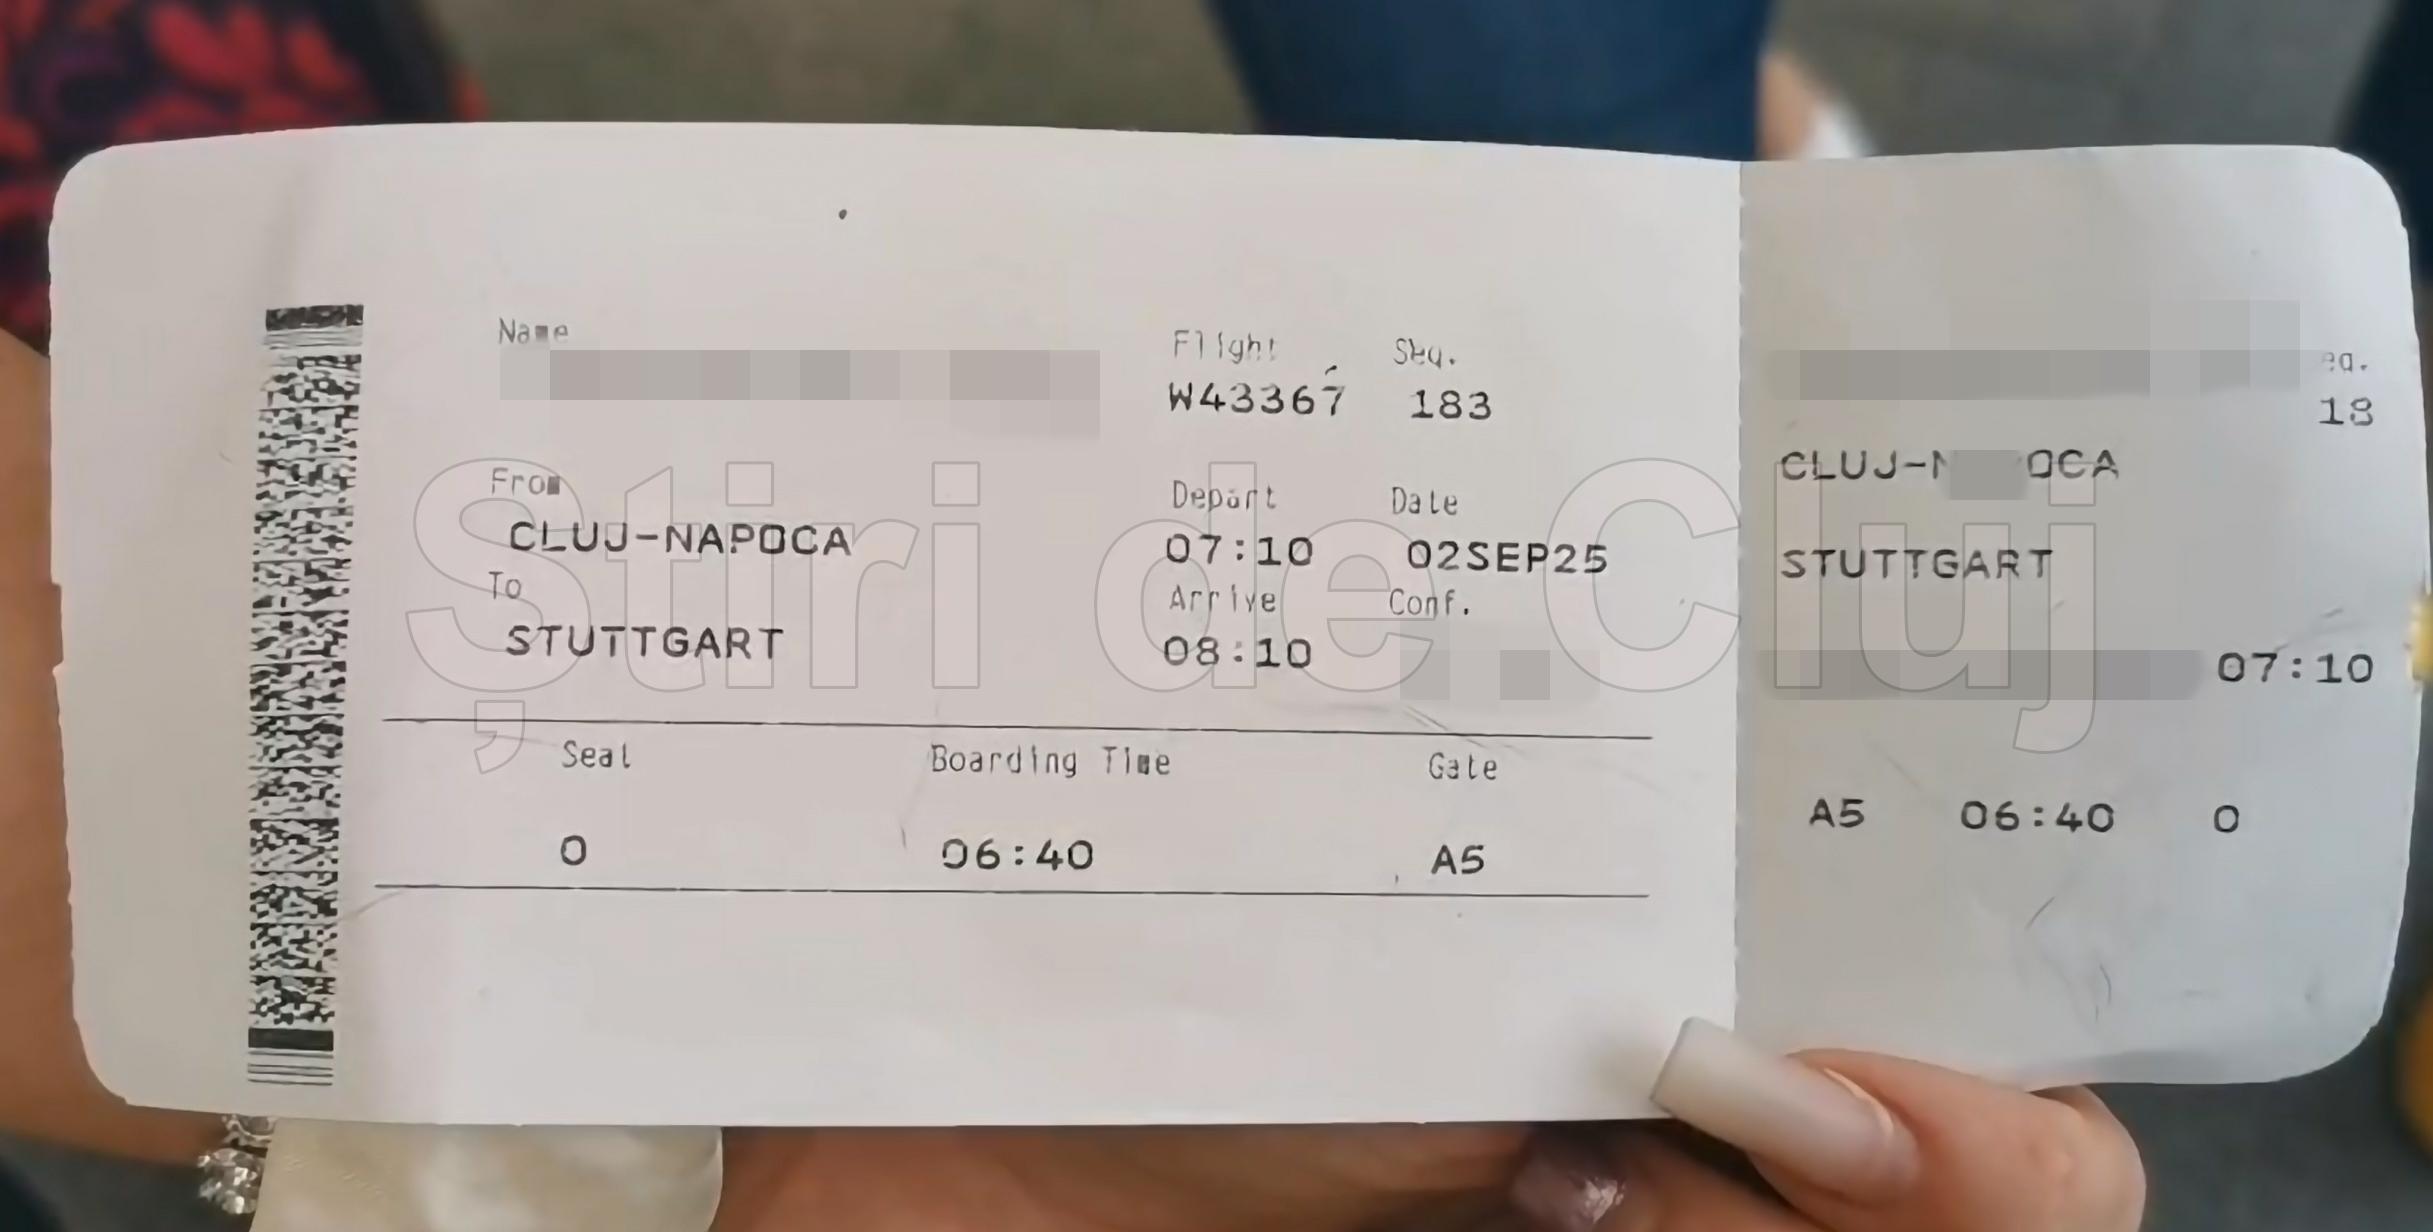 Name
Flight Seq.
W43367 183
From
Depart Date
CLUJ-NAPOCA 07:10 02SEP25
To
Arrive Conf.
STUTTGART 08:10
Seat Boarding Time Gate
0 06:40 A5
eq.
18
CLUJ-N OCA
STUTTGART
07:10
A5 06:40 0
Știri de Cluj